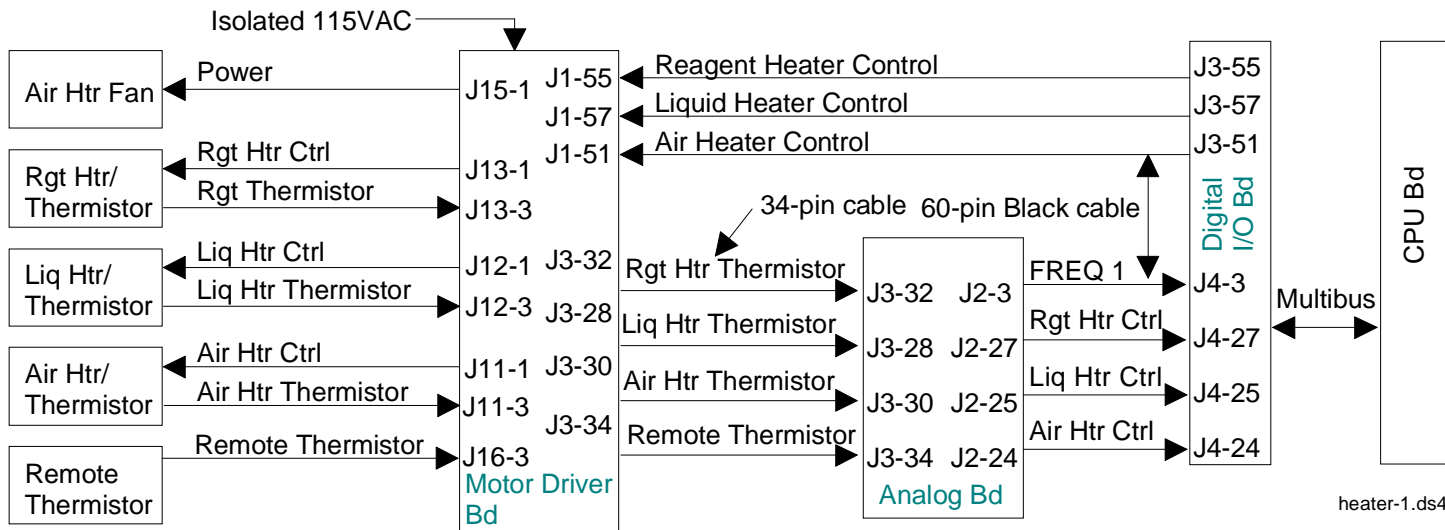 Isolated 115VAC
Air Htr Fan
Power
J15-1
J1-55
Reagent Heater Control
J3-55
J1-57
Liquid Heater Control
J3-57
J1-51
Air Heater Control
J3-51
Rgt Htr/
Thermistor
Rgt Htr Ctrl
J13-1
Rgt Thermistor
J13-3
34-pin cable
60-pin Black cable
Digital
I/O Bd
CPU Bd
Liq Htr/
Thermistor
Liq Htr Ctrl
J12-1
Liq Htr Thermistor
J12-3
J3-32
Rgt Htr Thermistor
J3-32
J2-3
FREQ 1
J4-3
Multibus
J3-28
Liq Htr Thermistor
J3-28
J2-27
Rgt Htr Ctrl
J4-27
Air Htr/
Thermistor
Air Htr Ctrl
J11-1
Air Htr Thermistor
J11-3
J3-30
Air Htr Thermistor
J3-30
J2-25
Liq Htr Ctrl
J4-25
Remote
Thermistor
Remote Thermistor
J16-3
J3-34
Remote Thermistor
J3-34
J2-24
Air Htr Ctrl
J4-24
Motor Driver
Bd
Analog Bd
heater-1.ds4